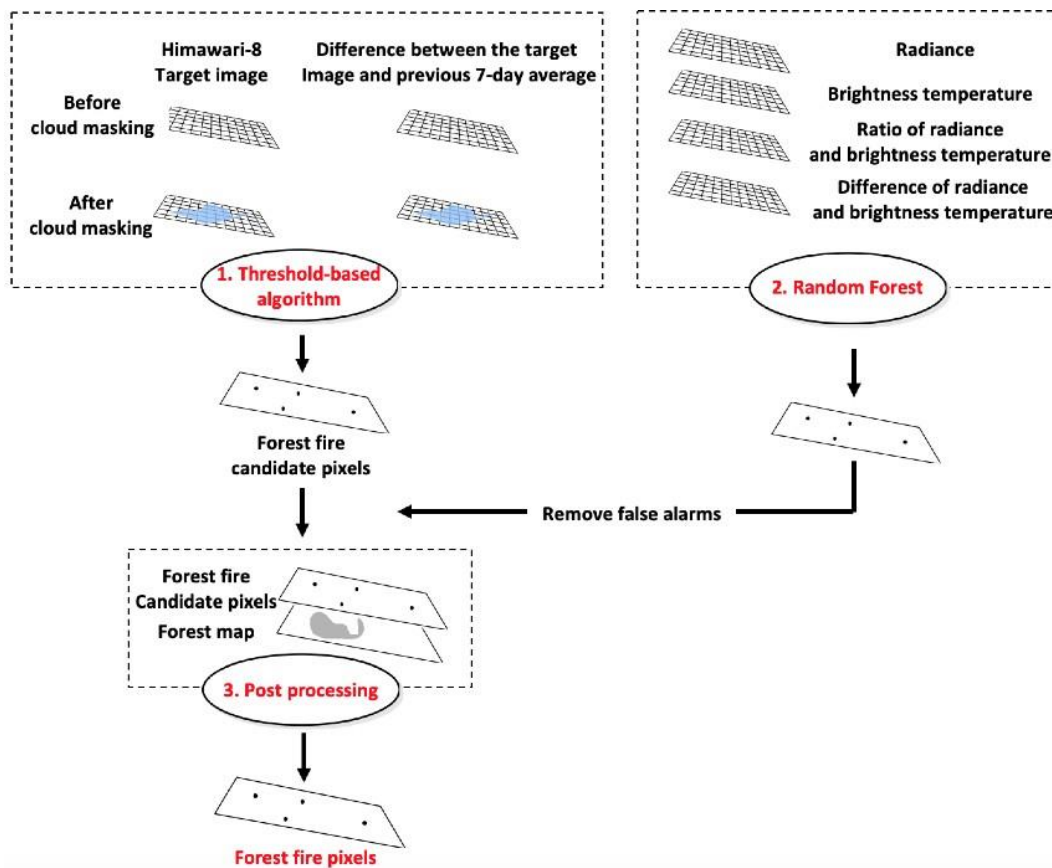 Himawari-8
Target image
Difference between the target
Image and previous 7-day average
Before
cloud masking
After
cloud masking
1. Threshold-based
algorithm
Radiance
Brightness temperature
Ratio of radiance
and brightness temperature
Difference of radiance
and brightness temperature
2. Random Forest
Forest fire
candidate pixels
Remove false alarms
Forest fire
Candidate pixels
Forest map
3. Post processing
Forest fire pixels